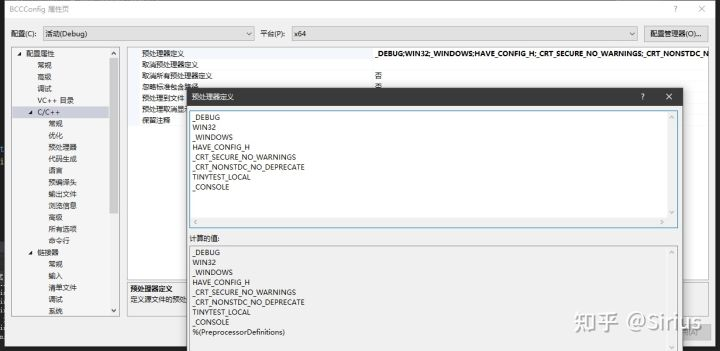 BCCConfig 属性页
?
配置(C): 活动(Debug) 平台(P): x64 配置管理器(O)...
配置属性
常规
高级
调试
VC++ 目录
C/C++
常规
优化
预处理器
代码生成
语言
预编译头
输出文件
浏览信息
高级
所有选项
命令行
链接器
常规
输入
清单文件
调试
系统
预处理器定义 _DEBUG;WIN32;_WINDOWS;HAVE_CONFIG_H;_CRT_SECURE_NO_WARNINGS;_CRT_NONSTDC_N
取消预处理器定义
取消所有预处理器定义 否
忽略标准包含路径 否
预处理到文件
预处理取消显
保留注释
预处理器定义
定义源文件的预处
预处理器定义 ?
_DEBUG
WIN32
_WINDOWS
HAVE_CONFIG_H
_CRT_SECURE_NO_WARNINGS
_CRT_NONSTDC_NO_DEPRECATE
TINYTEST_LOCAL
_CONSOLE
计算的值:
_DEBUG
WIN32
_WINDOWS
HAVE_CONFIG_H
_CRT_SECURE_NO_WARNINGS
_CRT_NONSTDC_NO_DEPRECATE
TINYTEST_LOCAL
_CONSOLE
%(PreprocessorDefinitions)
知乎 @Sirius